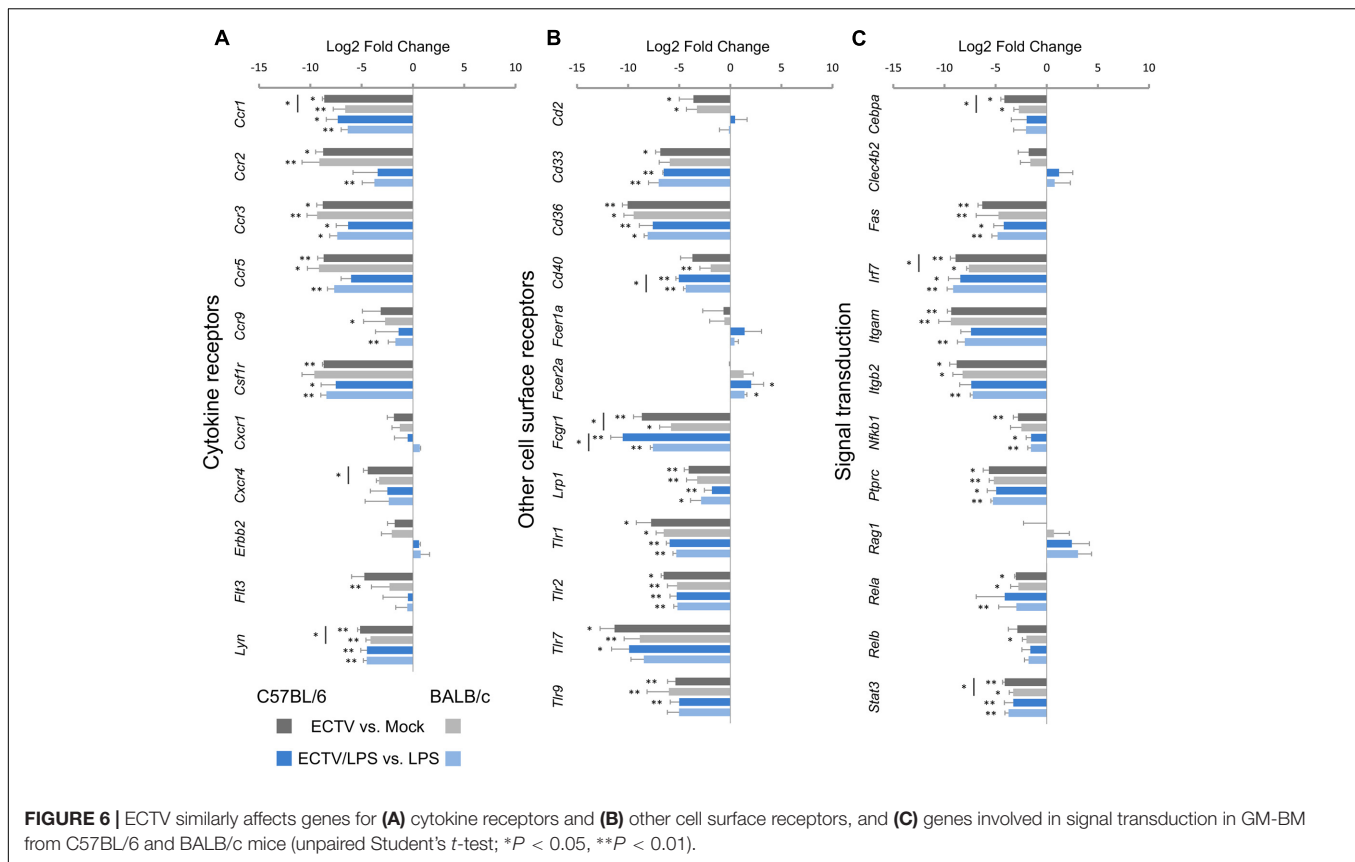 A
Log2 Fold Change
-15 -10 -5 0 5 10
Cytokine receptors
Ccr1
* * ** * **
Ccr2
* ** **
Ccr3
* ** * *
Ccr5
** * **
Ccr9
* **
Csf1r
** * **
Cxcr1
Cxcr4
*
Erbb2
Flt3
**
Lyn
* ** ** ** **
B
Log2 Fold Change
-15 -10 -5 0 5 10
Other cell surface receptors
Cd2
* *
Cd33
* ** **
Cd36
** * ** *
Cd40
** * ** **
Fcer1a
Fcer2a
* *
Fcgr1
* ** * * ** **
Lrp1
** ** ** *
Tlr1
* * ** **
Tlr2
* ** ** **
Tlr7
* ** *
Tlr9
** ** **
C
Log2 Fold Change
-15 -10 -5 0 5 10
Signal transduction
Cebpa
* * *
Clec4b2
Fas
** ** * **
Irf7
* ** * * **
Itgam
** ** **
Itgb2
* * **
Nfkb1
** * **
Ptprc
* ** * **
Rag1
Rela
* * **
Relb
*
Stat3
* ** * ** **
C57BL/6 BALB/c
ECTV vs. Mock
ECTV/LPS vs. LPS
FIGURE 6 | ECTV similarly affects genes for (A) cytokine receptors and (B) other cell surface receptors, and (C) genes involved in signal transduction in GM-BM
from C57BL/6 and BALB/c mice (unpaired Student's t-test; *P < 0.05, **P < 0.01).